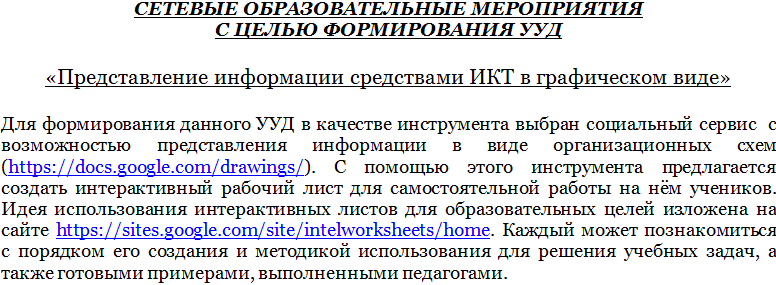 СЕТЕВЫЕ ОБРАЗОВАТЕЛЬНЫЕ МЕРОПРИЯТИЯ
С ЦЕЛЬЮ ФОРМИРОВАНИЯ УУД
«Представление информации средствами ИКТ в графическом виде»
Для формирования данного УУД в качестве инструмента выбран социальный сервис с
возможностью представления информации в виде организационных схем
(https://docs.google.com/drawings/). С помощью этого инструмента предлагается
создать интерактивный рабочий лист для самостоятельной работы на нём учеников.
Идея использования интерактивных листов для образовательных целей изложена на
сайте https://sites.google.com/site/intelworksheets/home. Каждый может познакомиться
с порядком его создания и методикой использования для решения учебных задач, а
также готовыми примерами, выполненными педагогами.